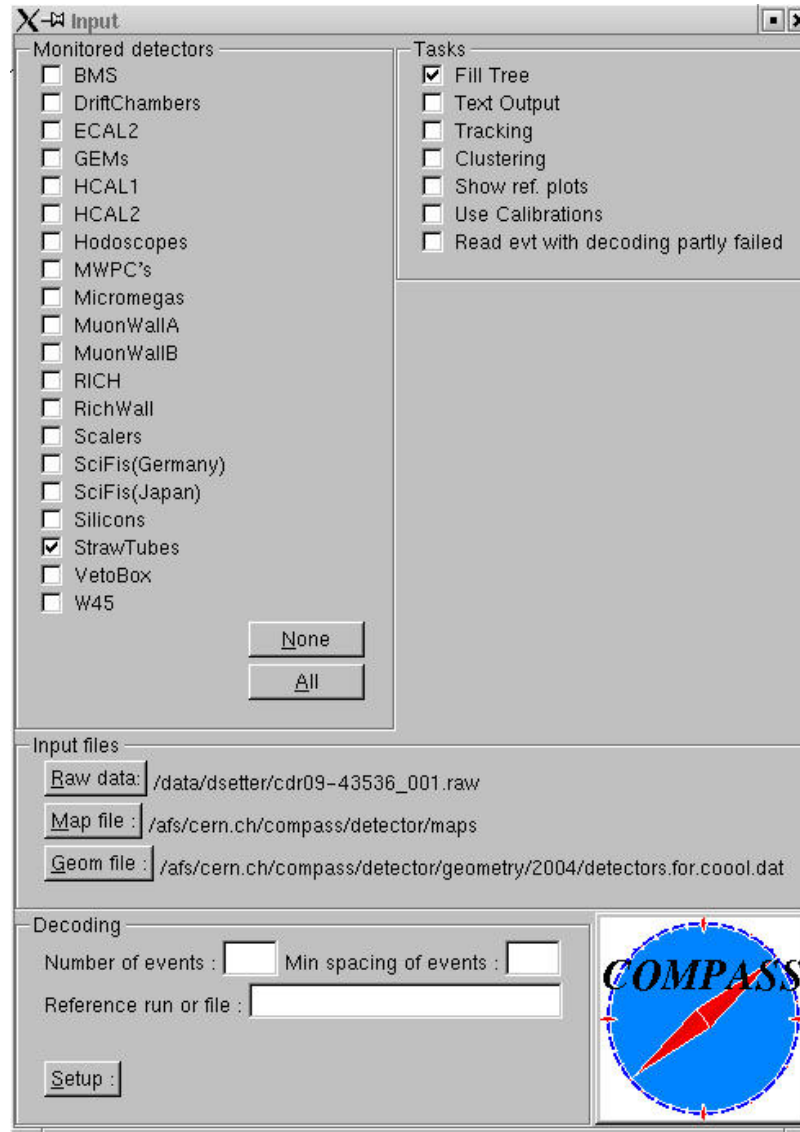 Input
Monitored detectors
BMS
DriftChambers
ECAL2
GEMs
HCAL1
HCAL2
Hodoscopes
MWPC's
Micromegas
MuonWallA
MuonWallB
RICH
RichWall
Scalers
SciFis(Germany)
SciFis(Japan)
Silicons
StrawTubes
VetoBox
W45
None
All
Tasks
Fill Tree
Text Output
Tracking
Clustering
Show ref. plots
Use Calibrations
Read evt with decoding partly failed
Input files
Raw data: /data/dsetter/cdr09-43536_001.raw
Map file : /afs/cern.ch/compass/detector/maps
Geom file : /afs/cern.ch/compass/detector/geometry/2004/detectors.for.coool.dat
Decoding
Number of events : Min spacing of events :
Reference run or file :
Setup :
COMPASS